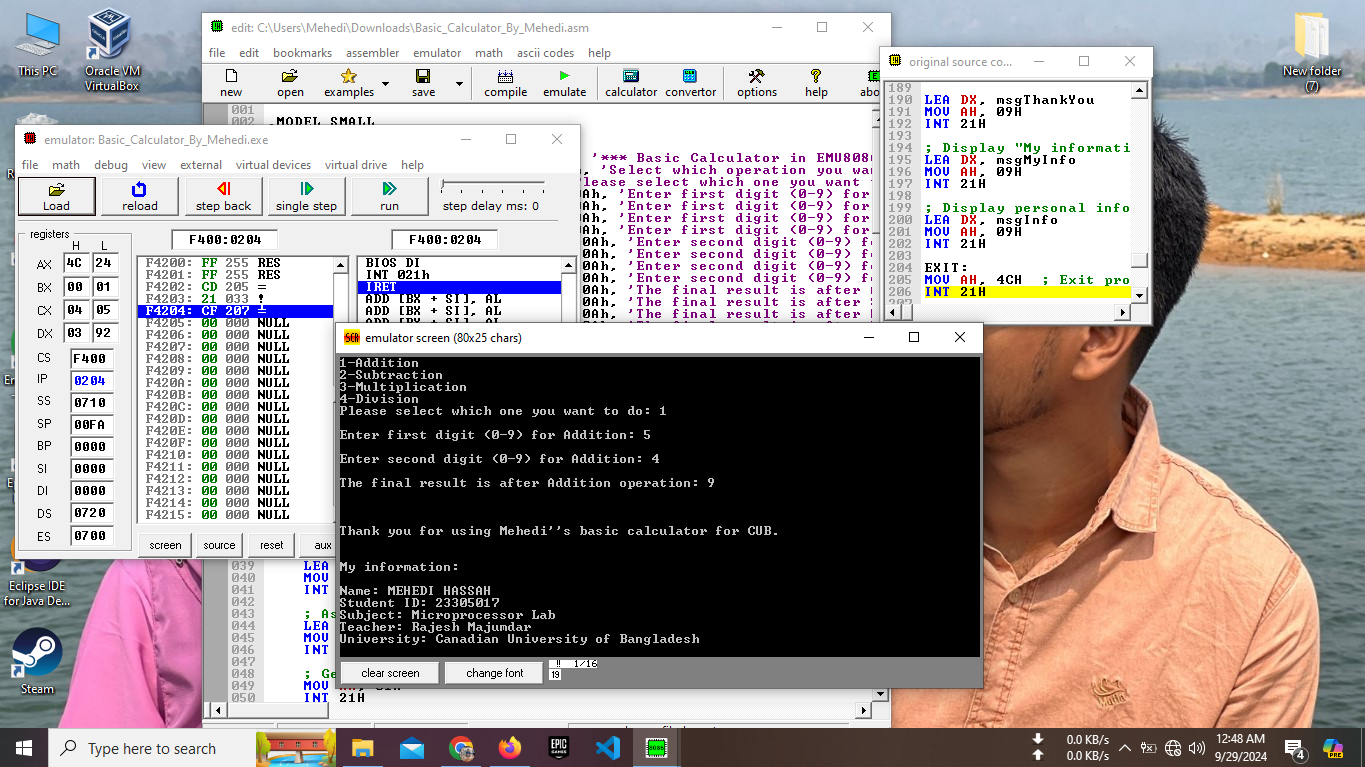 This PC
Oracle VM
VirtualBox
New folder
(7)
Eclipse IDE
for Java De...
Steam
edit: C:\Users\Mehedi\Downloads\Basic_Calculator_By_Mehedi.asm
file edit bookmarks assembler emulator math ascii codes help
new open examples save compile emulate calculator convertor options help
001
002 .MODEL SMALL
'*** Basic Calculator in EMU808
, 'Select which operation you wan
lease select which one you want
0Ah, 'Enter first digit (0-9) for
0Ah, 'Enter first digit (0-9) for
0Ah, 'Enter first digit (0-9) for
0Ah, 'Enter first digit (0-9) for
0Ah, 'Enter second digit (0-9) f
0Ah, 'Enter second digit (0-9) f
0Ah, 'Enter second digit (0-9) f
0Ah, 'Enter second digit (0-9) f
0Ah, 'The final result is after
0Ah, 'The final result is after
0Ah, 'The final result is after
039 LEA
040 MOV
041 INT
042
043 ; As
044 LEA
045 MOV
046 INT
047
048 ; Ge
049 MOV AH, 01H
050 INT 21H
original source co...
189
190 LEA DX, msgThankYou
191 MOV AH, 09H
192 INT 21H
193
194 ; Display "My informati
195 LEA DX, msgMyInfo
196 MOV AH, 09H
197 INT 21H
198
199 ; Display personal info
200 LEA DX, msgInfo
201 MOV AH, 09H
202 INT 21H
203
204 EXIT:
205 MOV AH, 4CH ; Exit pro
206 INT 21H
207
emulator: Basic_Calculator_By_Mehedi.exe
file math debug view external virtual devices virtual drive help
Load reload step back single step run step delay ms: 0
registers
H L
F400:0204 F400:0204
AX 4C 24
BX 00 01
CX 04 05
DX 03 92
CS F400
IP 0204
SS 0710
SP 00FA
BP 0000
SI 0000
DI 0000
DS 0720
ES 0700
F4200: FF 255 RES
F4201: FF 255 RES
F4202: CD 205 =
F4203: 21 033 !
F4204: CF 207
F4205: 00 000 NULL
F4206: 00 000 NULL
F4207: 00 000 NULL
F4208: 00 000 NULL
F4209: 00 000 NULL
F420A: 00 000 NULL
F420B: 00 000 NULL
F420C: 00 000 NULL
F420D: 00 000 NULL
F420E: 00 000 NULL
F420F: 00 000 NULL
F4210: 00 000 NULL
F4211: 00 000 NULL
F4212: 00 000 NULL
F4213: 00 000 NULL
F4214: 00 000 NULL
F4215: 00 000 NULL
BIOS DI
INT 021h
IRET
ADD [BX + SI], AL
ADD [BX + SI], AL
ADD [BX + SI], AL
screen source reset aux
emulator screen (80x25 chars)
1-Addition
2-Subtraction
3-Multiplication
4-Division
Please select which one you want to do: 1
Enter first digit (0-9) for Addition: 5
Enter second digit (0-9) for Addition: 4
The final result is after Addition operation: 9
Thank you for using Mehedi''s basic calculator for CUB.
My information:
Name: MEHEDI HASSAH
Student ID: 23305017
Subject: Microprocessor Lab
Teacher: Rajesh Majumdar
University: Canadian University of Bangladesh
clear screen change font !! 1/16
19
Type here to search
EPIC
GAMES
0.0 KB/s
0.0 KB/s
12:48 AM
9/29/2024
4
PRE